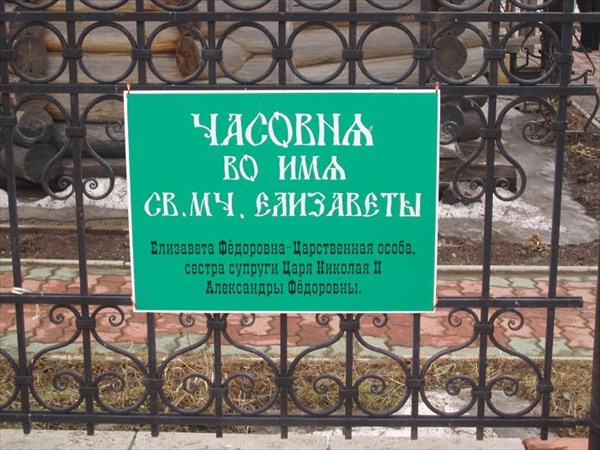 ЧАСОВНЯ
ВО ИМЯ
СВ.МЧ. ЕЛИЗАВЕТЫ
Елизавета Фёдоровна-Царственная особа,
сестра супруги Царя Николая II
Александры Фёдоровны.